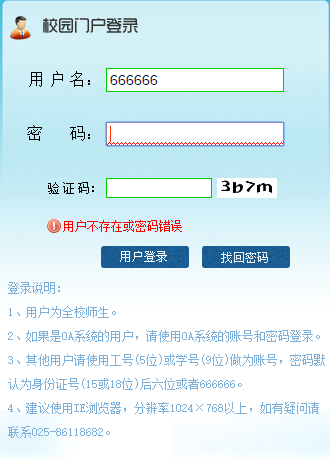 校园门户登录
用 户 名： 666666
密 码：
验证码： 3b7m
用户不存在或密码错误
用户登录 找回密码
登录说明：
1、用户为全校师生。
2、如果是OA系统的用户，请使用OA系统的账号和密码登录。
3、其他用户请使用工号(5位)或学号(9位)做为账号，密码默
认为身份证号(15或18位)后六位或者666666。
4、建议使用IE浏览器，分辨率1024×768以上，如有疑问请
联系025-86118682。